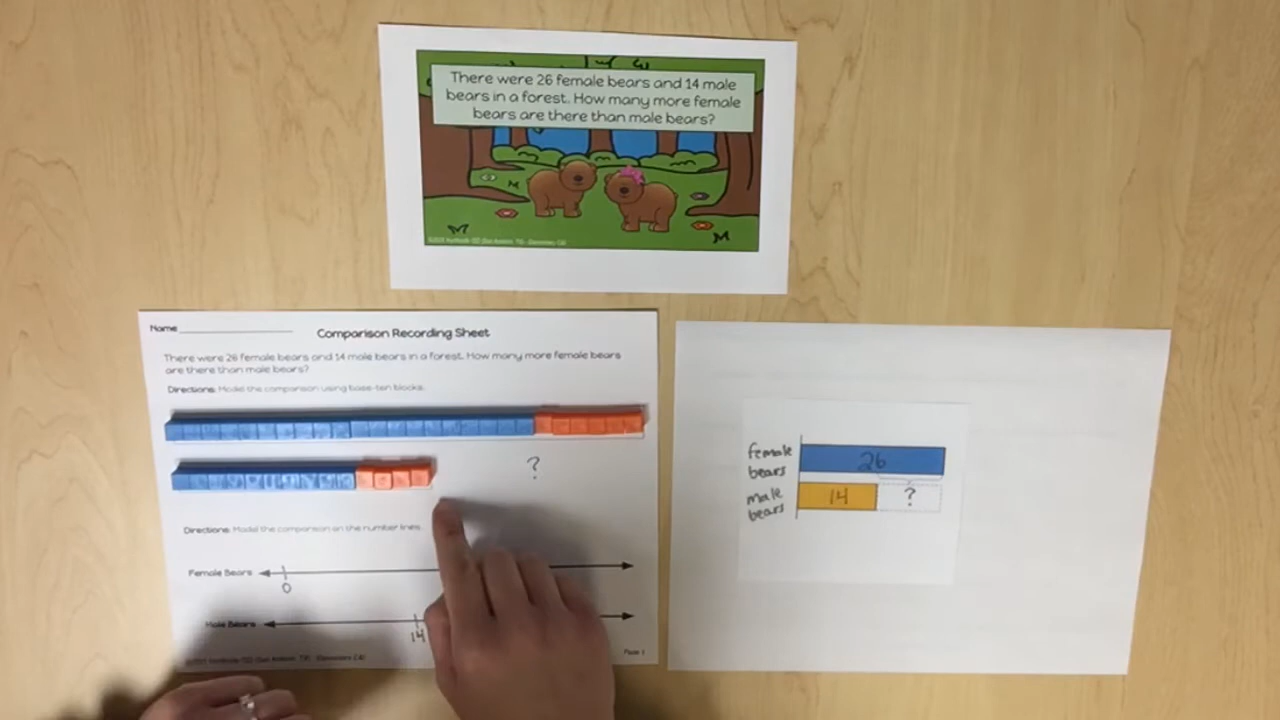 There were 26 female bears and 14 male
bears in a forest. How many more female
bears are there than male bears?
Name
Comparison Recording Sheet
There were 26 female bears and 14 male bears in a forest. How many more female bears
are there than male bears?
Directions: Model the comparison using base-ten blocks.
?
Directions: Model the comparison on the number lines
Female Bears
0
Male Bears
14
Page 1
female
bears
26
male
bears
14
?